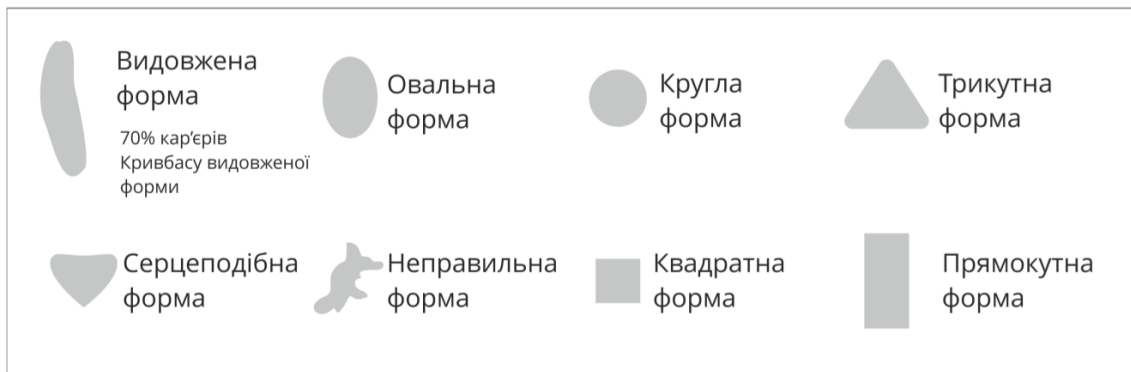 Видовжена
форма
70% кар’єрів
Кривбасу видовженої
форми
Овальна
форма
Кругла
форма
Трикутна
форма
Серцеподібна
форма
Неправильна
форма
Квадратна
форма
Прямокутна
форма